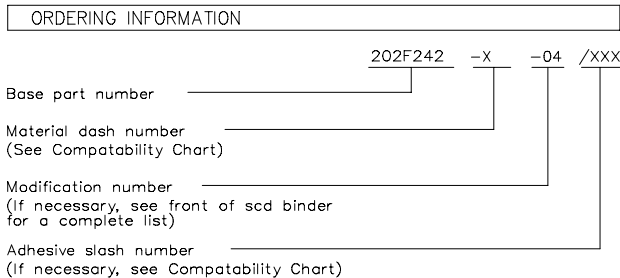 ORDERING INFORMATION
202F242 -X -04 /XXX
Base part number
Material dash number
(See Compatability Chart)
Modification number
(If necessary, see front of scd binder
for a complete list)
Adhesive slash number
(If necessary, see Compatability Chart)